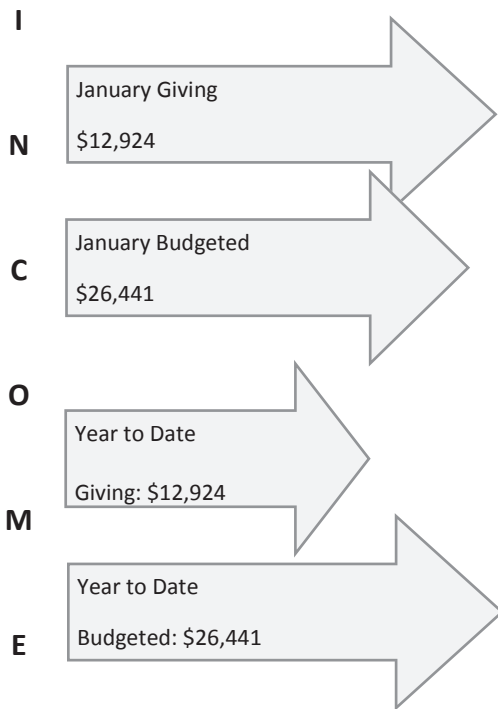 I
January Giving
$12,924
N
January Budgeted
C
$26,441
O
Year to Date
Giving: $12,924
M
Year to Date
Budgeted: $26,441
E